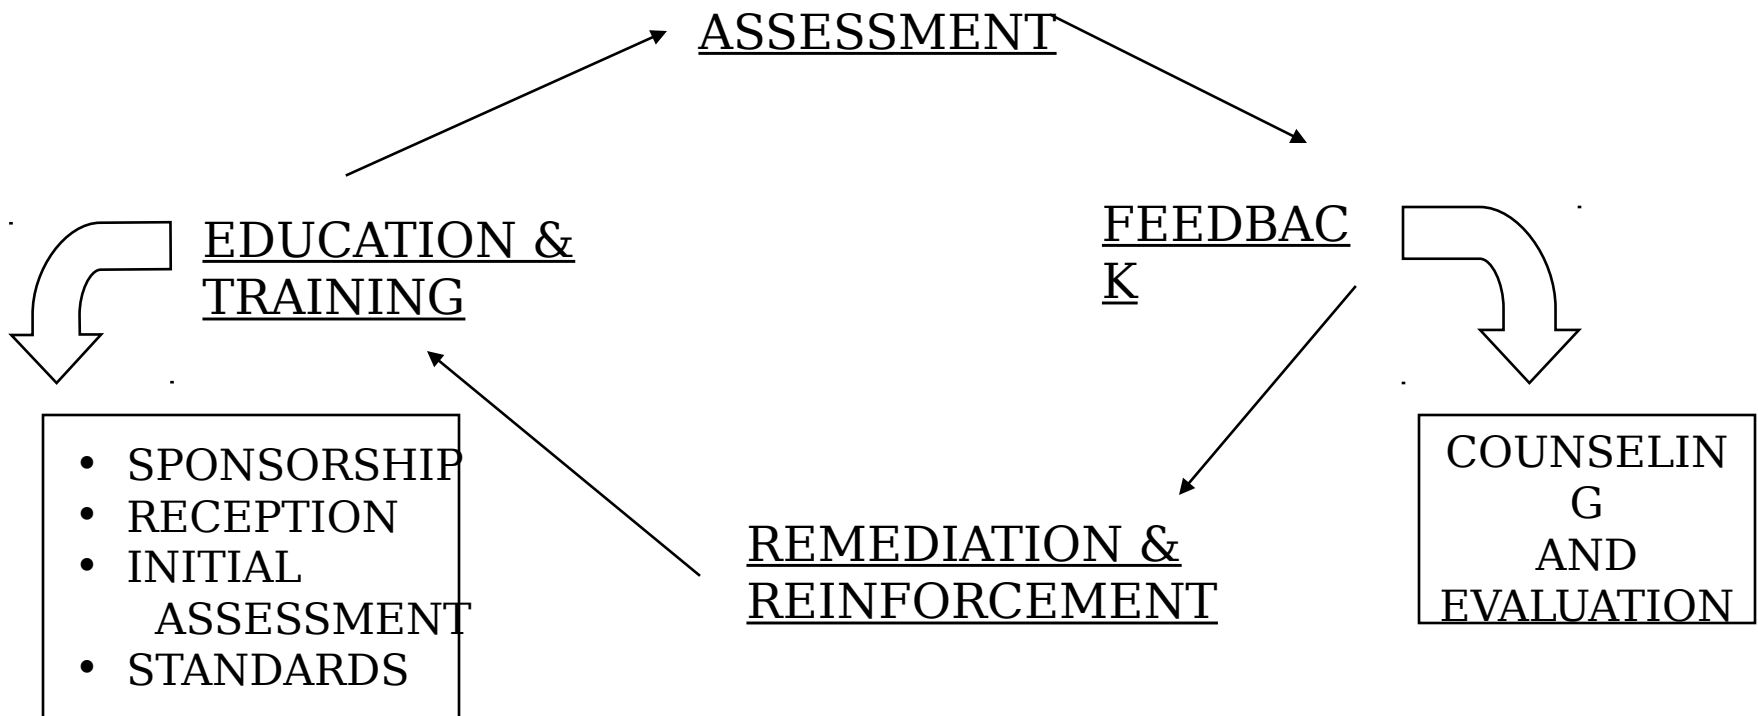 ASSESSMENT
EDUCATION &
TRAINING
FEEDBAC
K
• SPONSORSHIP
• RECEPTION
• INITIAL
ASSESSMENT
• STANDARDS
REMEDIATION &
REINFORCEMENT
COUNSELIN
G
AND
EVALUATION